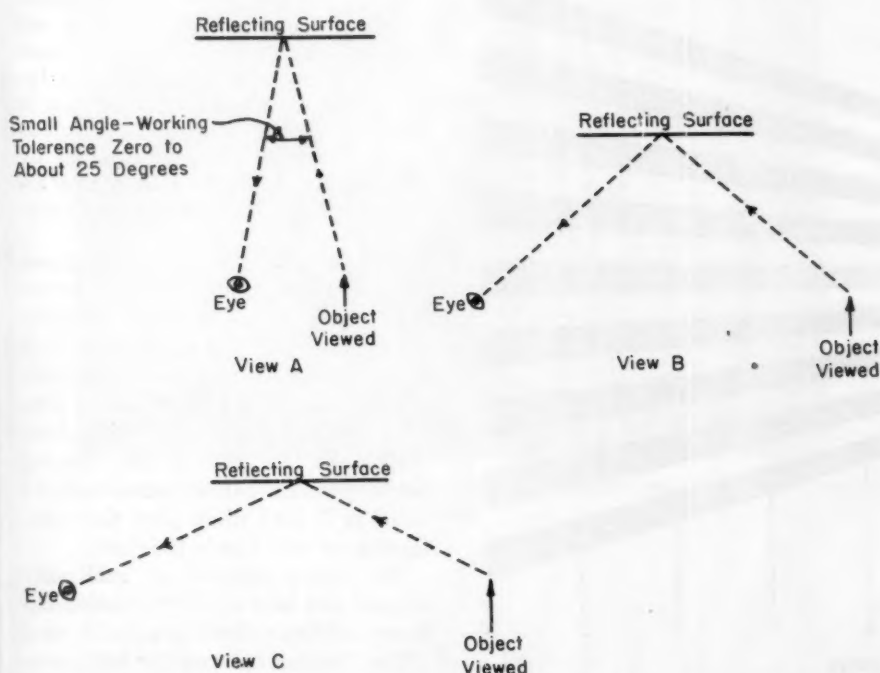 Reflecting Surface
Small Angle-Working
Tolerence Zero to
About 25 Degrees
Eye
Object
Viewed
View A
Reflecting Surface
Eye
Object
Viewed
View B
Reflecting Surface
Eye
Object
Viewed
View C